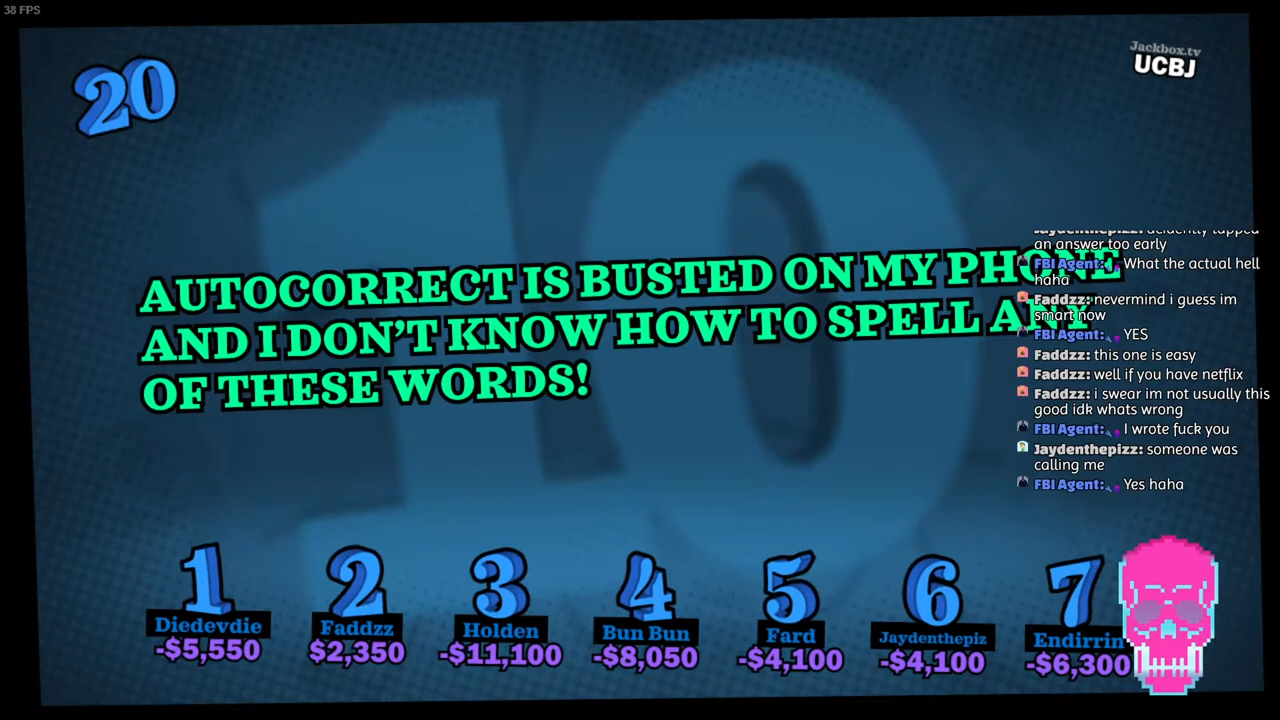 38 FPS
20
Jackbox.tv
UCBJ
10
AUTOCORRECT IS BUSTED ON MY PHONE
AND I DON'T KNOW HOW TO SPELL ANY
OF THESE WORDS!
Jaydenthepizz: acidently tapped
an answer too early
FBI Agent: What the actual hell
haha
Faddzz: nevermind i guess im
smart now
FBI Agent: YES
Faddzz: this one is easy
Faddzz: well if you have netflix
Faddzz: i swear im not usually this
good idk whats wrong
FBI Agent: I wrote fuck you
Jaydenthepizz: someone was
calling me
FBI Agent: Yes haha
1 2 3 4 5 6 7
Diedevdie Faddzz Holden Bun Bun Fard Jaydenthepiz Endirrin
-$5,550 $2,350 -$11,100 -$8,050 -$4,100 -$4,100 -$6,300